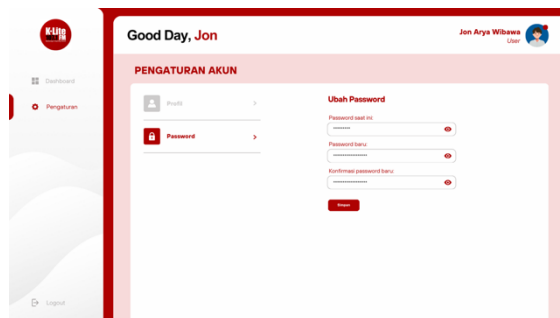 K-Lite
FM
Good Day, Jon
Jon Arya Wibawa
User
Dashboard
Pengaturan
Logout
PENGATURAN AKUN
Profil
Password
Ubah Password
Password saat ini:
Password baru:
Konfirmasi password baru:
Simpan